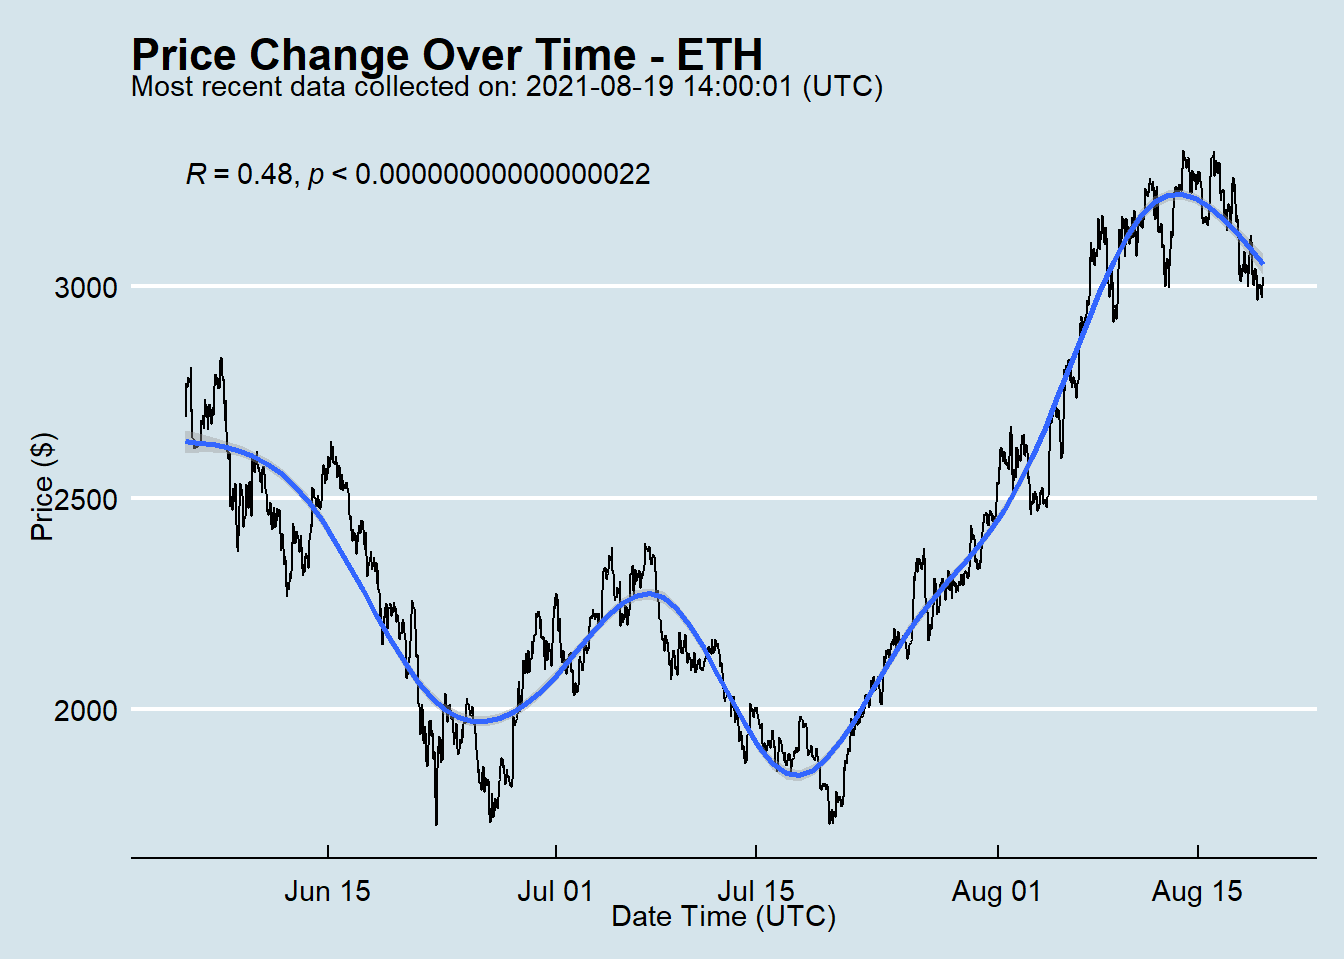 Price Change Over Time - ETH
Most recent data collected on: 2021-08-19 14:00:01 (UTC)
R = 0.48, p < 0.00000000000000022
3000
2500
2000
Price ($)
Jun 15
Jul 01
Jul 15
Aug 01
Aug 15
Date Time (UTC)